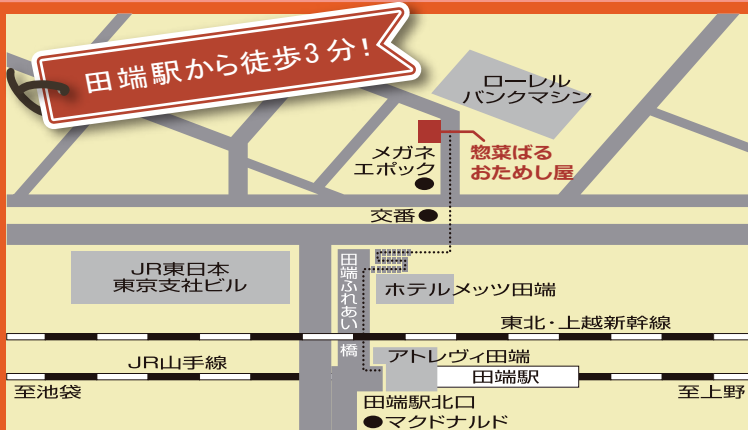 田端駅から徒歩3分!
ローレル
バンクマシン
惣菜ばる
おためし屋
メガネ
エポック
交番
JR東日本
東京支社ビル
田端ふれあい橋
ホテルメッツ田端
東北・上越新幹線
JR山手線
アトレヴィ田端
田端駅
至池袋
至上野
田端駅北口
マクドナルド